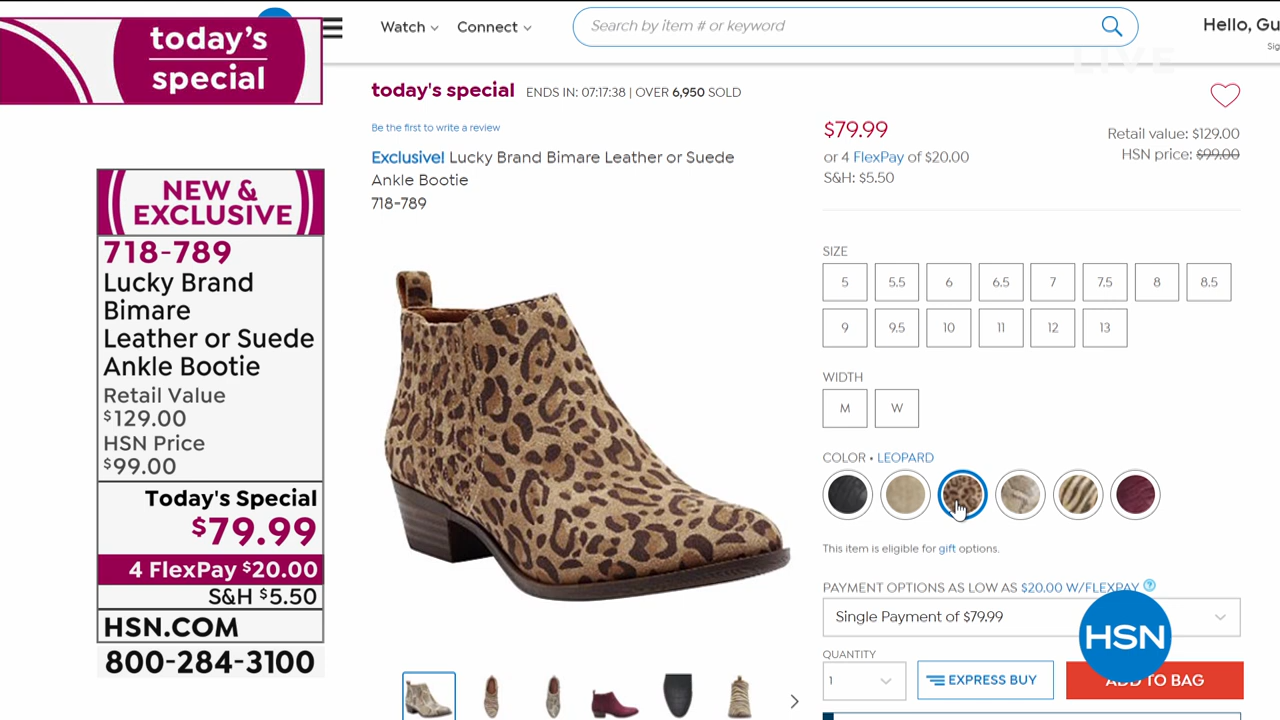 today's
special
Watch
Connect
Search by item # or keyword
Hello, Gu
Sig
LIVE
today's special ENDS IN: 07:17:38 | OVER 6,950 SOLD
Be the first to write a review
Exclusive! Lucky Brand Bimare Leather or Suede
Ankle Bootie
718-789
$79.99
or 4 FlexPay of $20.00
S&H: $5.50
Retail value: $129.00
HSN price: $99.00
NEW &
EXCLUSIVE
718-789
Lucky Brand
Bimare
Leather or Suede
Ankle Bootie
Retail Value
$129.00
HSN Price
$99.00
Today's Special
$79.99
4 FlexPay $20.00
S&H $5.50
HSN.COM
800-284-3100
SIZE
5 5.5 6 6.5 7 7.5 8 8.5
9 9.5 10 11 12 13
WIDTH
M W
COLOR • LEOPARD
This item is eligible for gift options.
PAYMENT OPTIONS AS LOW AS $20.00 W/FLEXPAY ?
Single Payment of $79.99
QUANTITY
1
EXPRESS BUY
ADD TO BAG
HSN